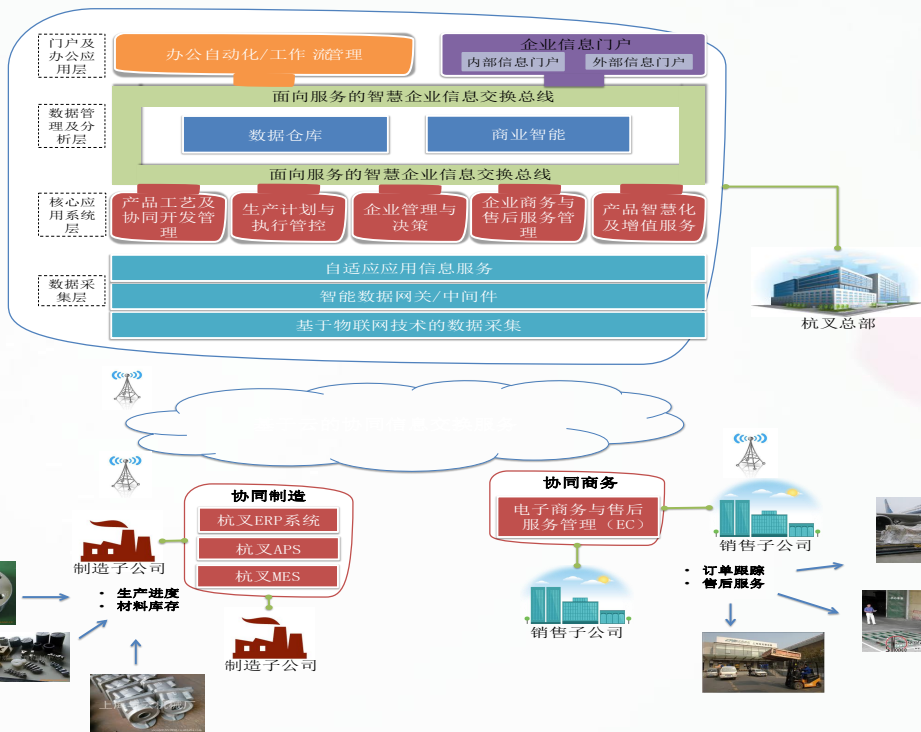 门户及
办公应
用层
办公自动化/工作流管理
企业信息门户
内部信息门户
外部信息门户
面向服务的智慧企业信息交换总线
数据管
理及分
析层
数据仓库
商业智能
面向服务的智慧企业信息交换总线
核心应
用系统
层
产品工艺及
协同开发管
理
生产计划与
执行管控
企业管理与
决策
企业商务与
售后服务管
理
产品智慧化
及增值服务
数据采
集层
自适应应用信息服务
智能数据网关/中间件
基于物联网技术的数据采集
杭叉总部
协同制造
杭叉ERP系统
杭叉APS
杭叉MES
制造子公司
• 生产进度
• 材料库存
制造子公司
协同商务
电子商务与售后
服务管理（EC）
销售子公司
• 订单跟踪
• 售后服务
销售子公司